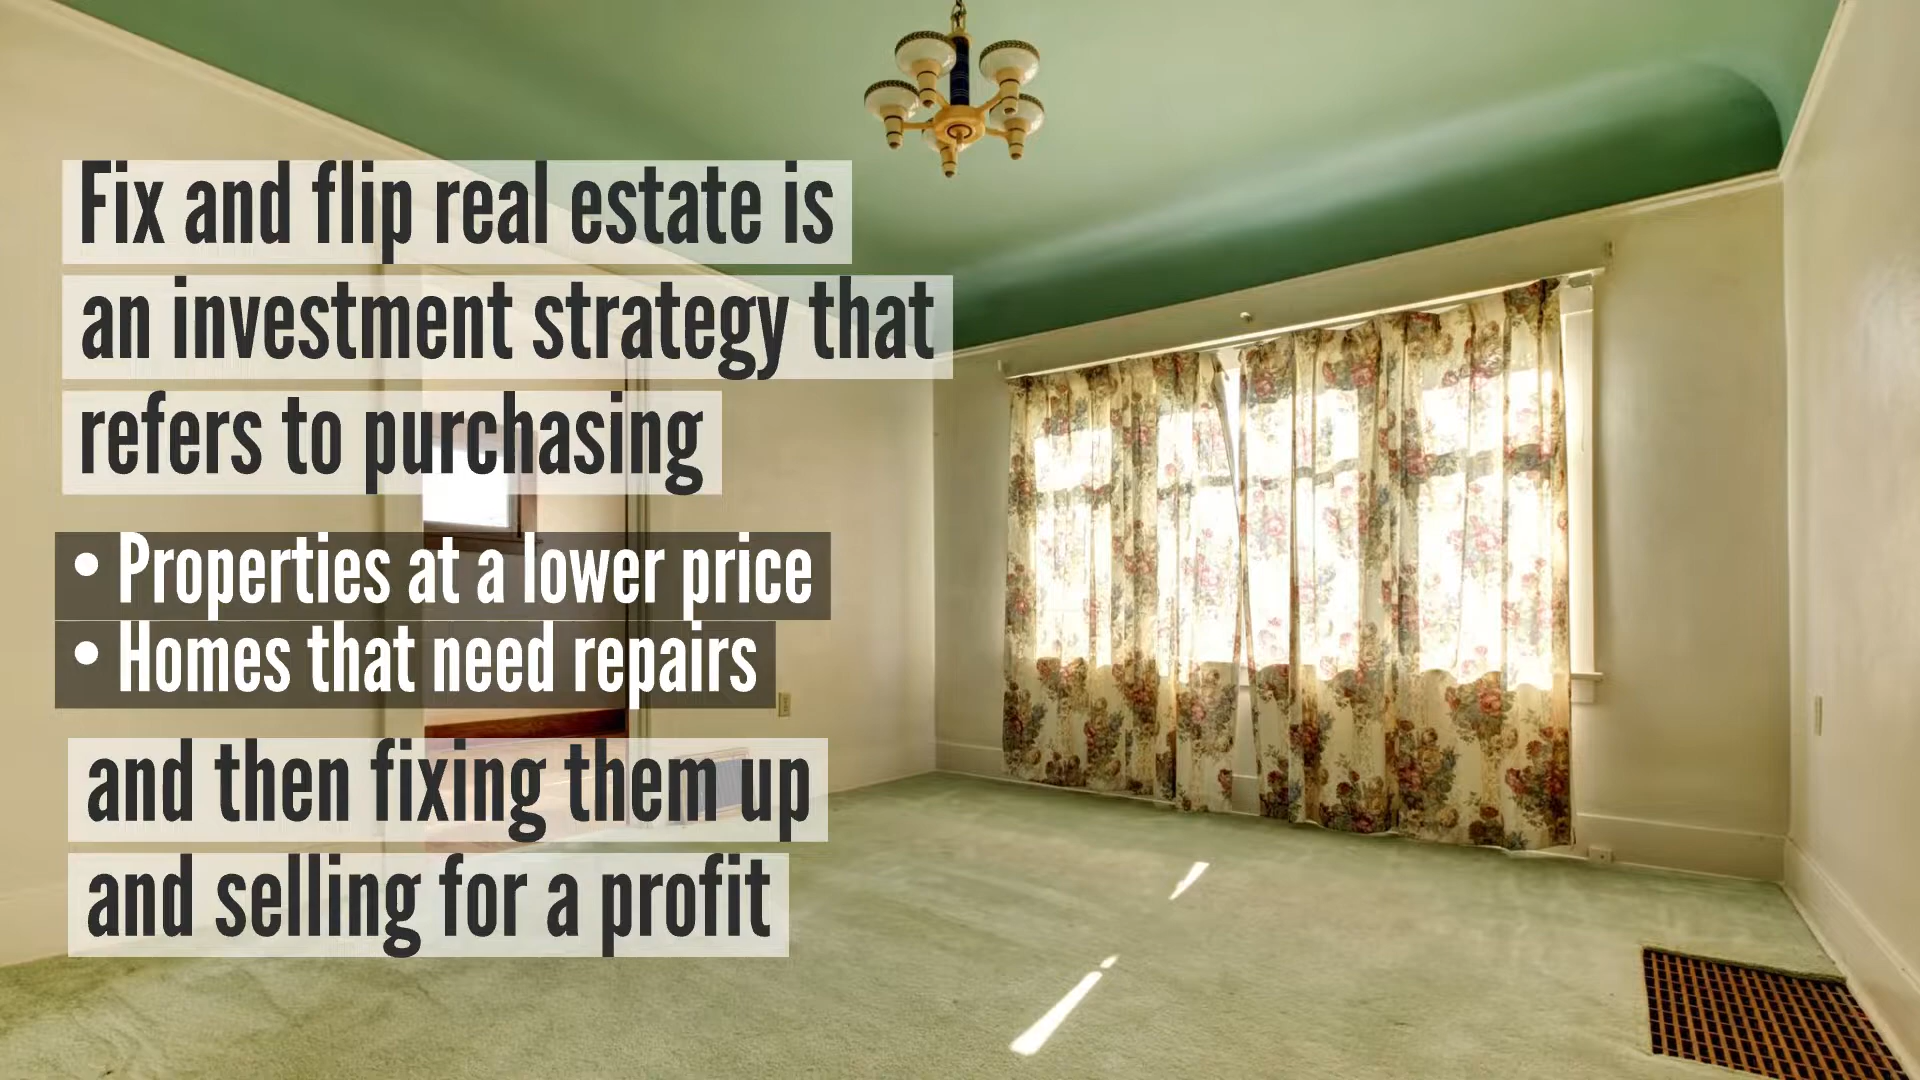 Fix and flip real estate is
an investment strategy that
refers to purchasing
• Properties at a lower price
• Homes that need repairs
and then fixing them up
and selling for a profit